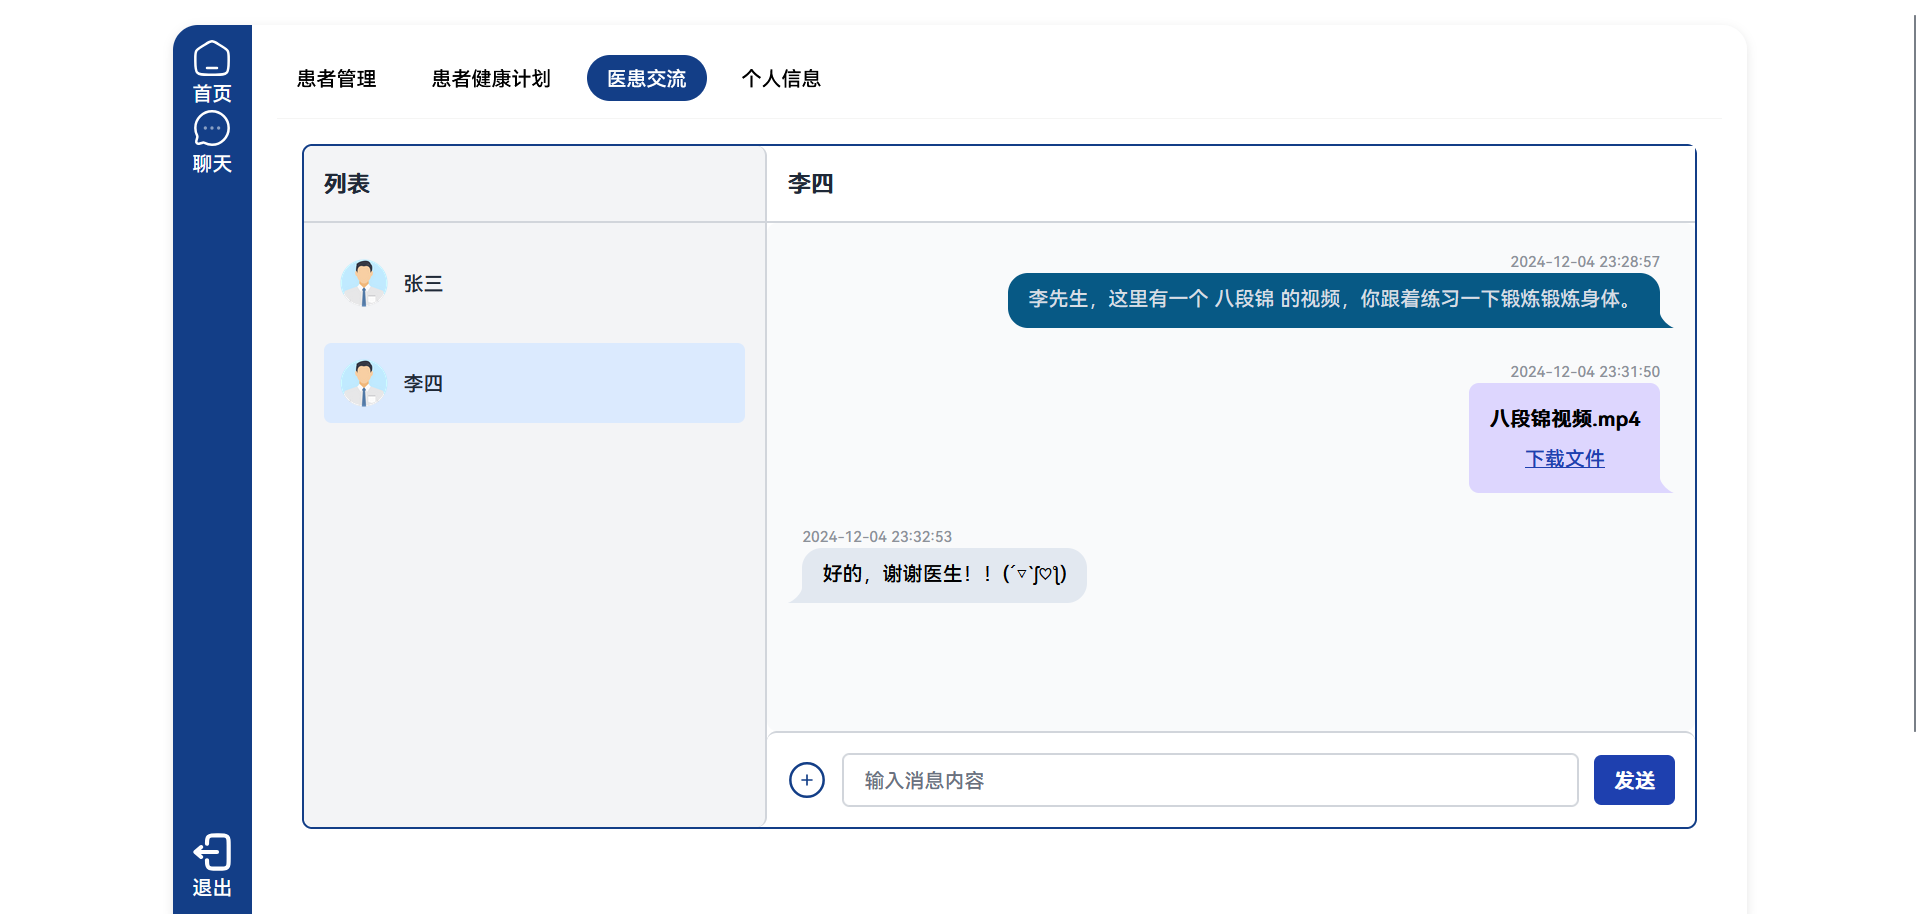 首页
聊天
退出
患者管理 患者健康计划 医患交流 个人信息
列表
张三
李四
李四
2024-12-04 23:28:57
李先生，这里有一个 八段锦 的视频，你跟着练习一下锻炼锻炼身体。
2024-12-04 23:31:50
八段锦视频.mp4
下载文件
2024-12-04 23:32:53
好的，谢谢医生！！(´▽`ʃ♡ƪ)
输入消息内容
发送